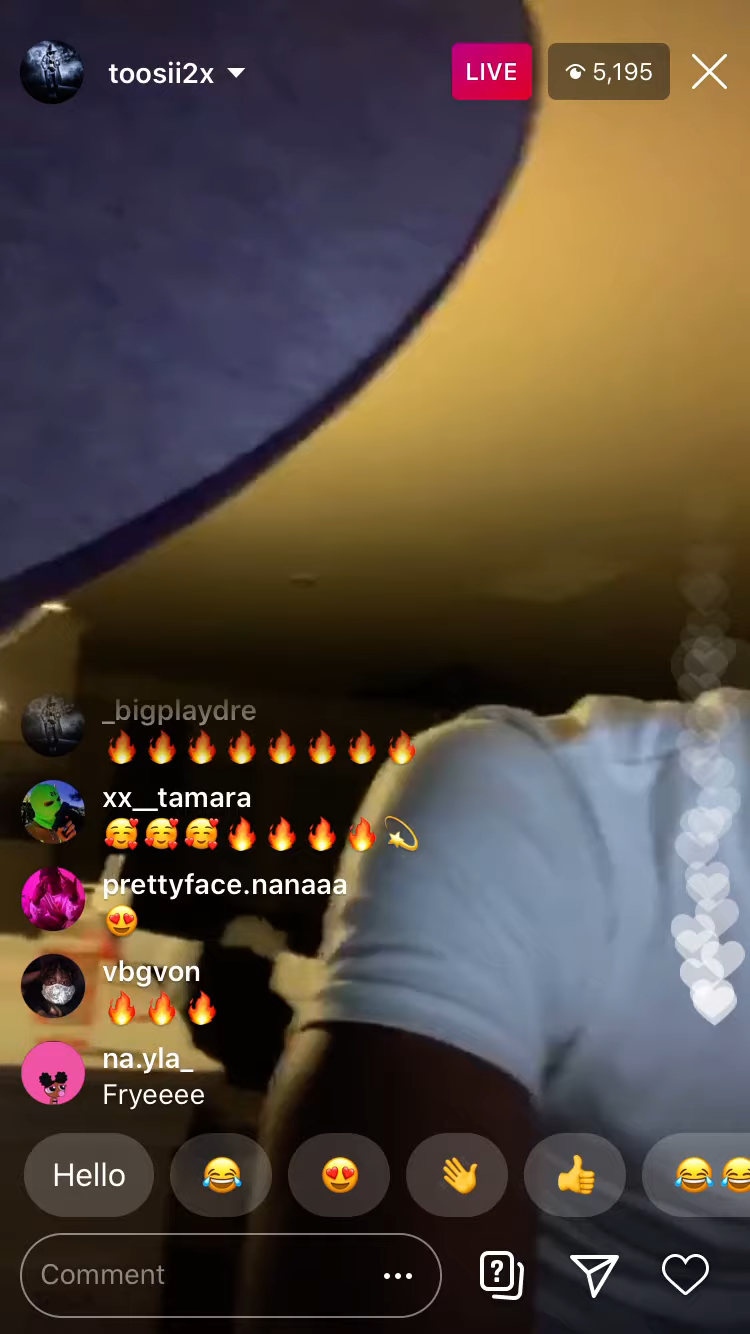 toosii2x
LIVE
5,195
_bigplaydre
🔥🔥🔥🔥🔥🔥🔥🔥
xx__tamara
🥰🥰🥰🔥🔥🔥🔥💫
prettyface.nanaaa
😍
vbgvon
🔥🔥🔥
na.yla_
Fryeeee
Hello 😂 😍 👋 👍 😂😂
Comment